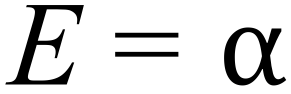 E = α